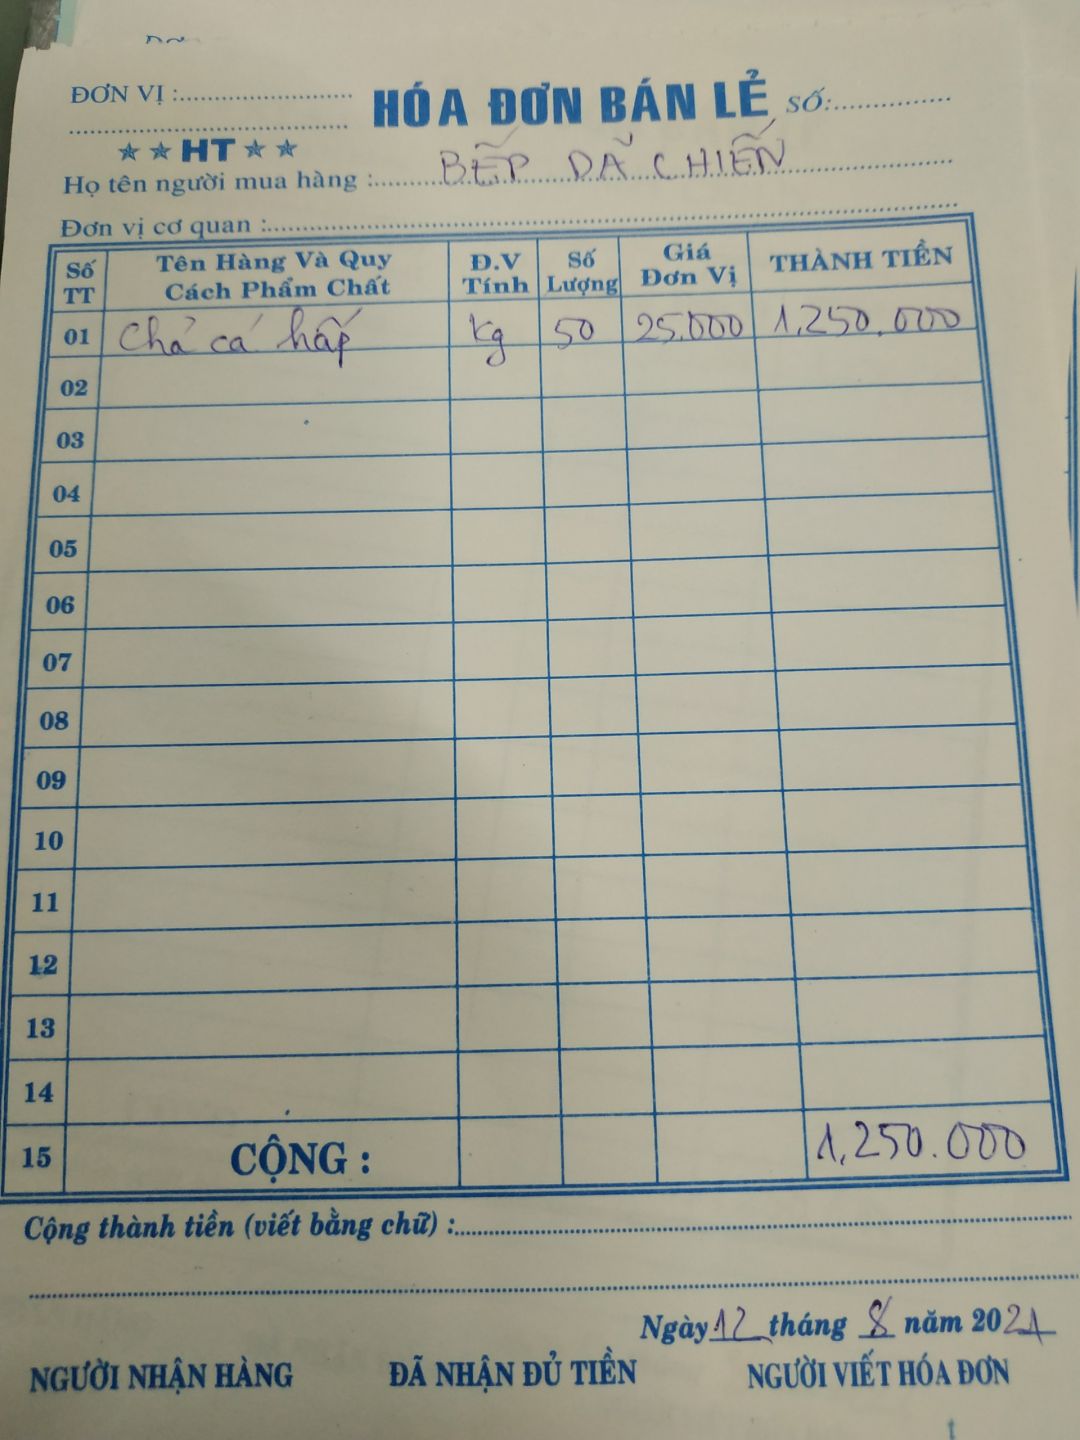 ĐƠN VỊ :
HÓA ĐƠN BÁN LẺ SỐ:
★ ★ HT ★ ★
Họ tên người mua hàng : BẾP DÃ CHIẾN
Đơn vị cơ quan :
Số TT Tên Hàng Và Quy Cách Phẩm Chất Đ.V Tính Số Lượng Giá Đơn Vị THÀNH TIỀN
01 Chả cá hấp kg 50 25.000 1.250.000
02
03
04
05
06
07
08
09
10
11
12
13
14
15 CỘNG : 1.250.000
Cộng thành tiền (viết bằng chữ) :
Ngày 12 tháng 8 năm 2021
NGƯỜI NHẬN HÀNG ĐÃ NHẬN ĐỦ TIỀN NGƯỜI VIẾT HÓA ĐƠN